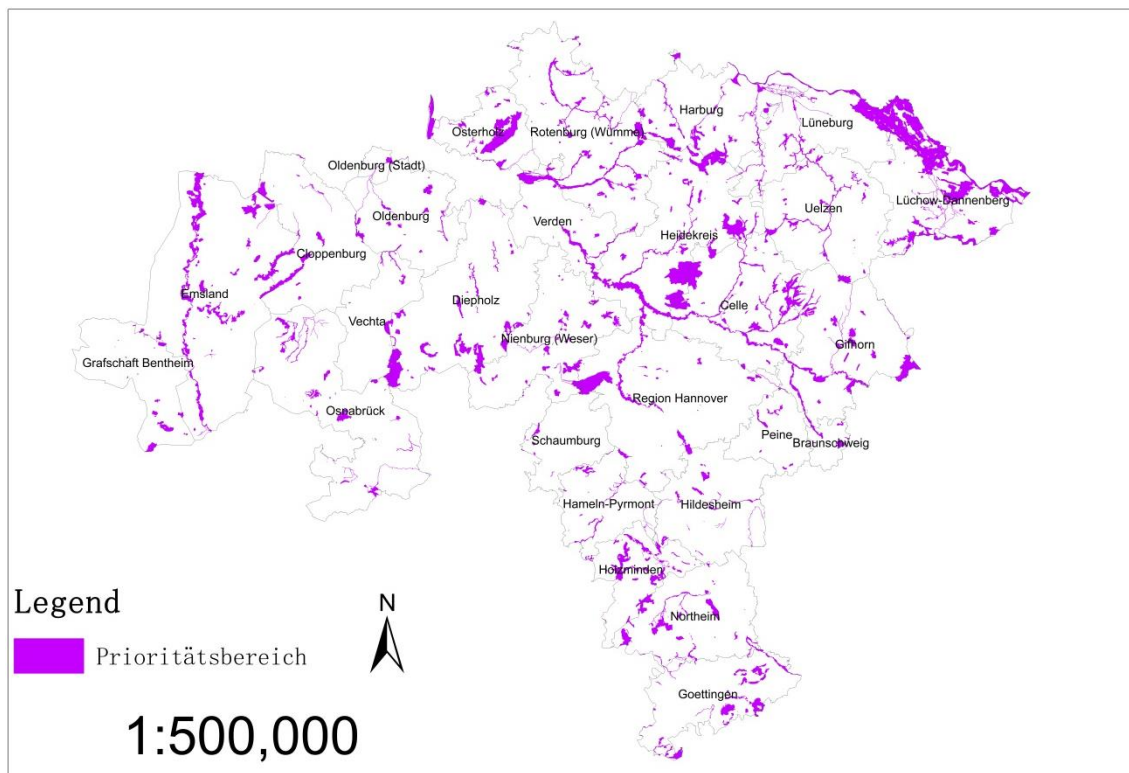 Harburg
Lüneburg
Osterholz
Rotenburg (Wümme)
Oldenburg (Stadt)
Lüchow-Dannenberg
Uelzen
Oldenburg
Verden
Heidekreis
Cloppenburg
Emsland
Diepholz
Celle
Vechta
Nienburg (Weser)
Gifhorn
Grafschaft Bentheim
Region Hannover
Osnabrück
Peine
Schaumburg
Braunschweig
Hameln-Pyrmont
Hildesheim
Holzminden
Legend
N
Northeim
Prioritätsbereich
Goettingen
1:500,000